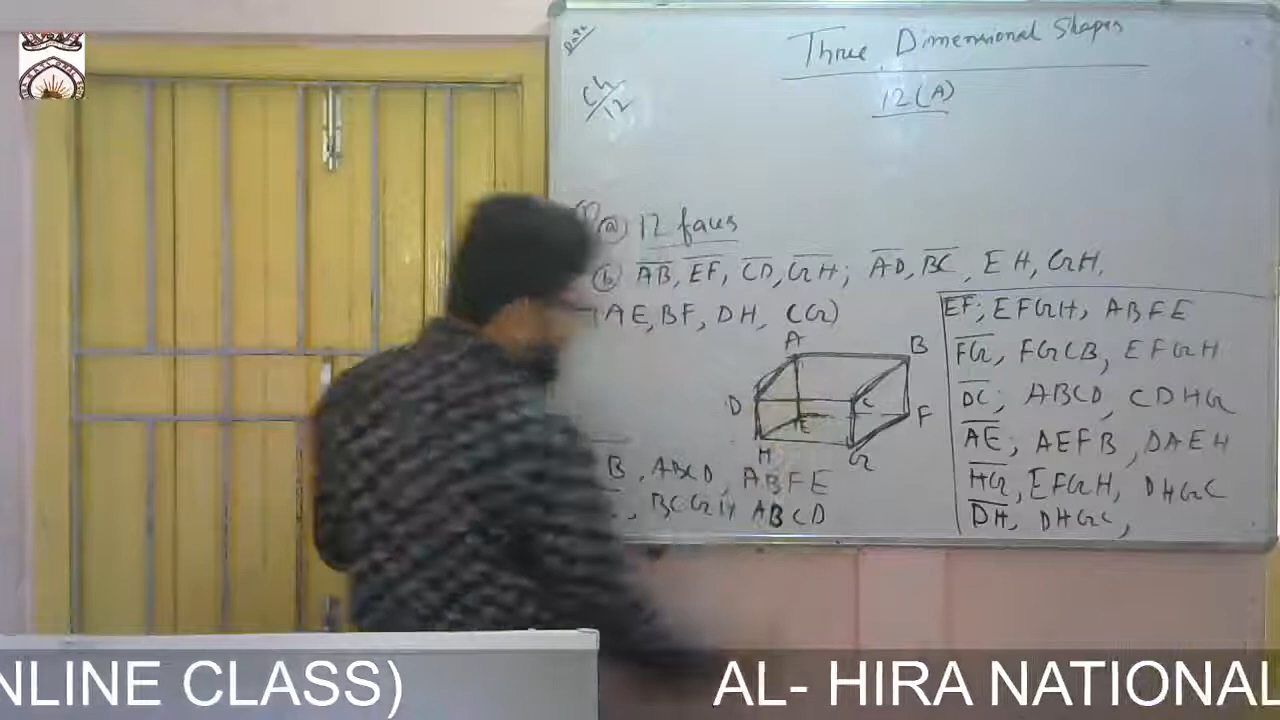 Three Dimensional Shapes
12(A)
Ch/12
(a) 12 faces
(b) AB, EF, CD, GH; AD, BC, EH, GH,
AE, BF, DH, CG)
A
B
D
C
E
F
H
G
B, ABCD, ABFE
, BCGH ABCD
EF; EFGH, ABFE
FG, FGCB, EFGH
DC; ABCD, CDHG
AE; AEFB, DAEH
HG, EFGH, DHGC
DH, DHGC,
NLINE CLASS) AL- HIRA NATIONAL